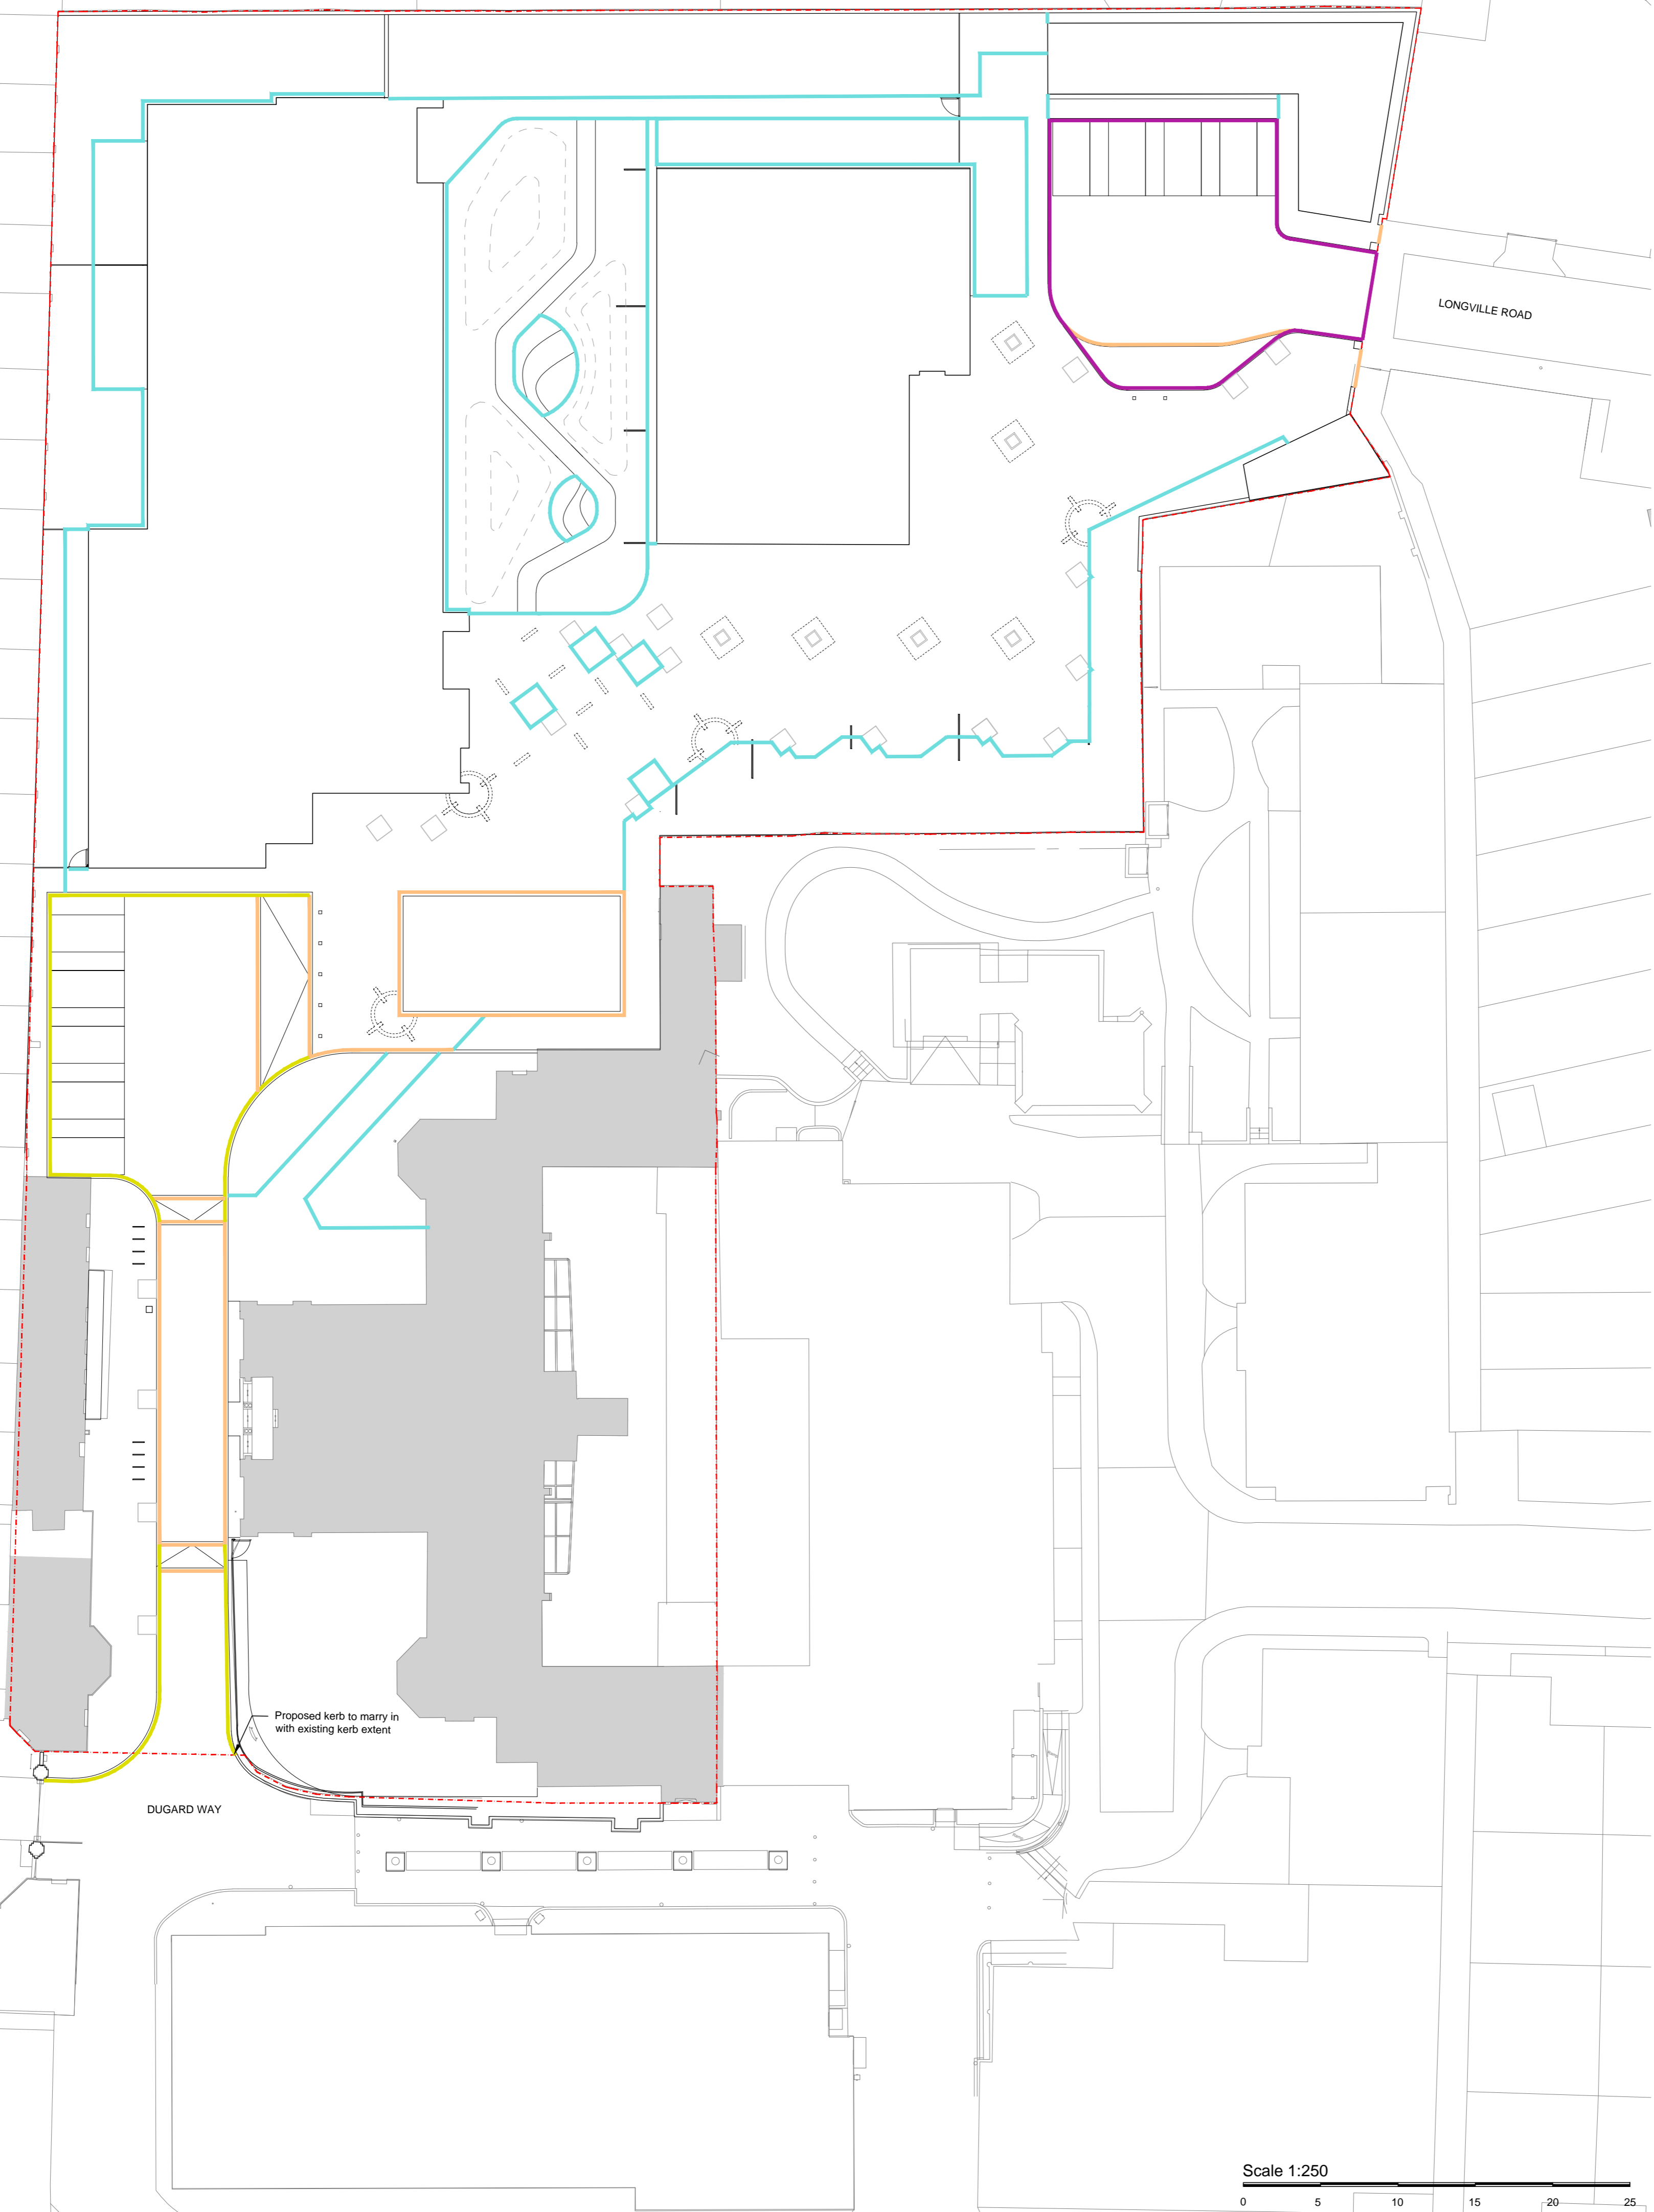 LONGVILLE ROAD
Proposed kerb to marry in
with existing kerb extent
DUGARD WAY
Scale 1:250
0 5 10 15 20 25